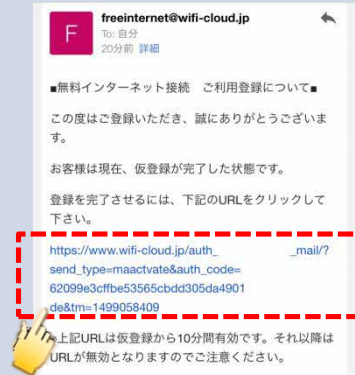 F
freeinternet@wifi-cloud.jp
To: 自分
20分前 詳細
■無料インターネット接続　ご利用登録について■
この度はご登録いただき、誠にありがとうございま
す。
お客様は現在、仮登録が完了した状態です。
登録を完了させるには、下記のURLをクリックして
下さい。
https://www.wifi-cloud.jp/auth_ _mail/?
send_type=maactvate&auth_code=
62099e3cffbe53565cbdd305da4901
de&tm=1499058409
上記URLは仮登録から10分間有効です。それ以降は
URLが無効となりますのでご注意ください。